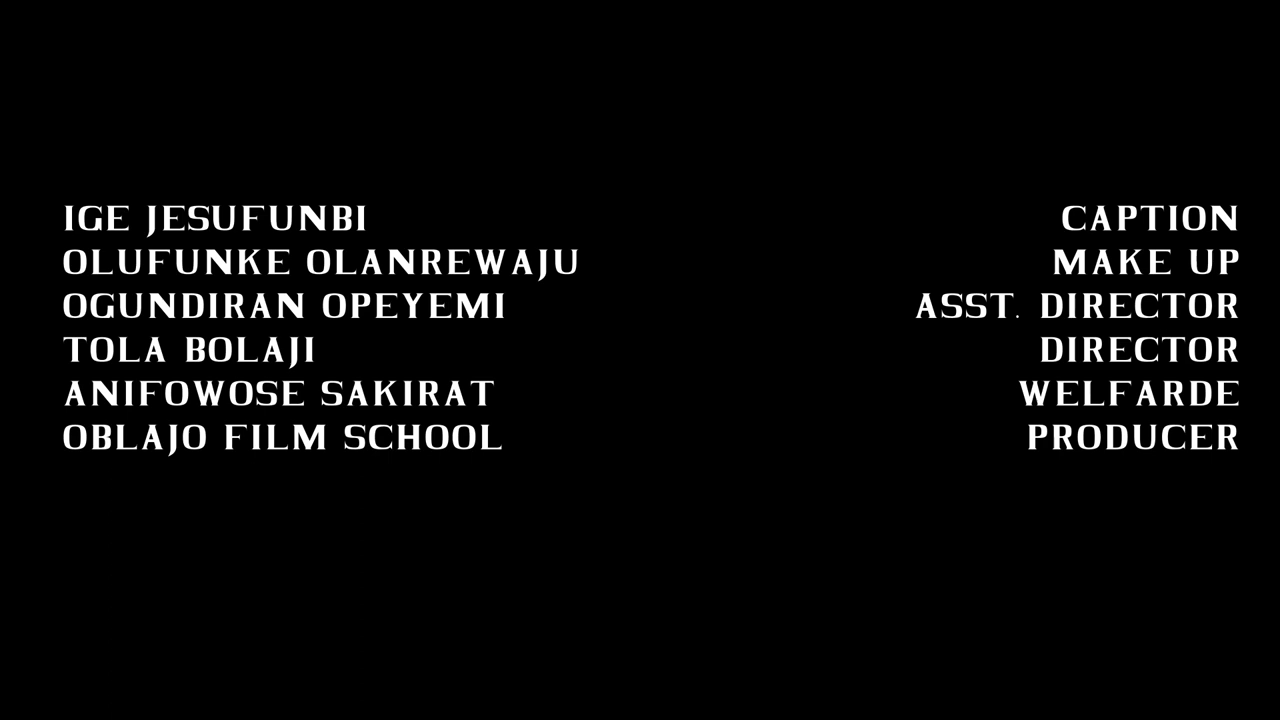 IGE JESUFUNBI CAPTION
OLUFUNKE OLANREWAJU MAKE UP
OGUNDIRAN OPEYEMI ASST. DIRECTOR
TOLA BOLAJI DIRECTOR
ANIFOWOSE SAKIRAT WELFARDE
OBLAJO FILM SCHOOL PRODUCER